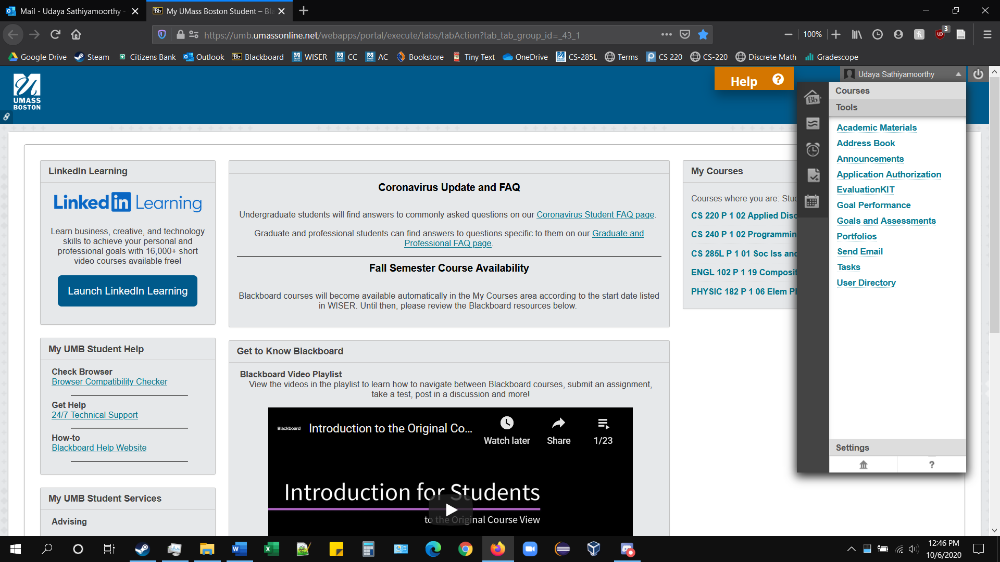 Mail - Udaya Sathiyamoorthy -
My UMass Boston Student – Bla
https://umb.umassonline.net/webapps/portal/execute/tabs/tabAction?tab_tab_group_id=_43_1
100%
3
Google Drive
Steam
Citizens Bank
Outlook
Bb Blackboard
WISER
CC
AC
Bookstore
Tiny Text
OneDrive
CS-285L
Terms
CS 220
CS-220
Discrete Math
Gradescope
UMASS
BOSTON
Help ?
Udaya Sathiyamoorthy
Courses
Tools
Academic Materials
Address Book
Announcements
Application Authorization
EvaluationKIT
Goal Performance
Goals and Assessments
Portfolios
Send Email
Tasks
User Directory
Settings
?
LinkedIn Learning
Linkedin Learning
Learn business, creative, and technology
skills to achieve your personal and
professional goals with 16,000+ short
video courses available free!
Launch LinkedIn Learning
My UMB Student Help
Check Browser
Browser Compatibility Checker
Get Help
24/7 Technical Support
How-to
Blackboard Help Website
My UMB Student Services
Advising
Coronavirus Update and FAQ
Undergraduate students will find answers to commonly asked questions on our Coronavirus Student FAQ page.
Graduate and professional students can find answers to questions specific to them on our Graduate and
Professional FAQ page.
Fall Semester Course Availability
Blackboard courses will become available automatically in the My Courses area according to the start date listed
in WISER. Until then, please review the Blackboard resources below.
Get to Know Blackboard
Blackboard Video Playlist
View the videos in the playlist to learn how to navigate between Blackboard courses, submit an assignment,
take a test, post in a discussion and more!
Blackboard
Introduction to the Original Co...
Watch later
Share
1/23
Introduction for Students
to the Original Course View
My Courses
Courses where you are: Stu
CS 220 P 1 02 Applied Disc
CS 240 P 1 02 Programmin
CS 285L P 1 01 Soc Iss and
ENGL 102 P 1 19 Composit
PHYSIC 182 P 1 06 Elem P
12:46 PM
10/6/2020